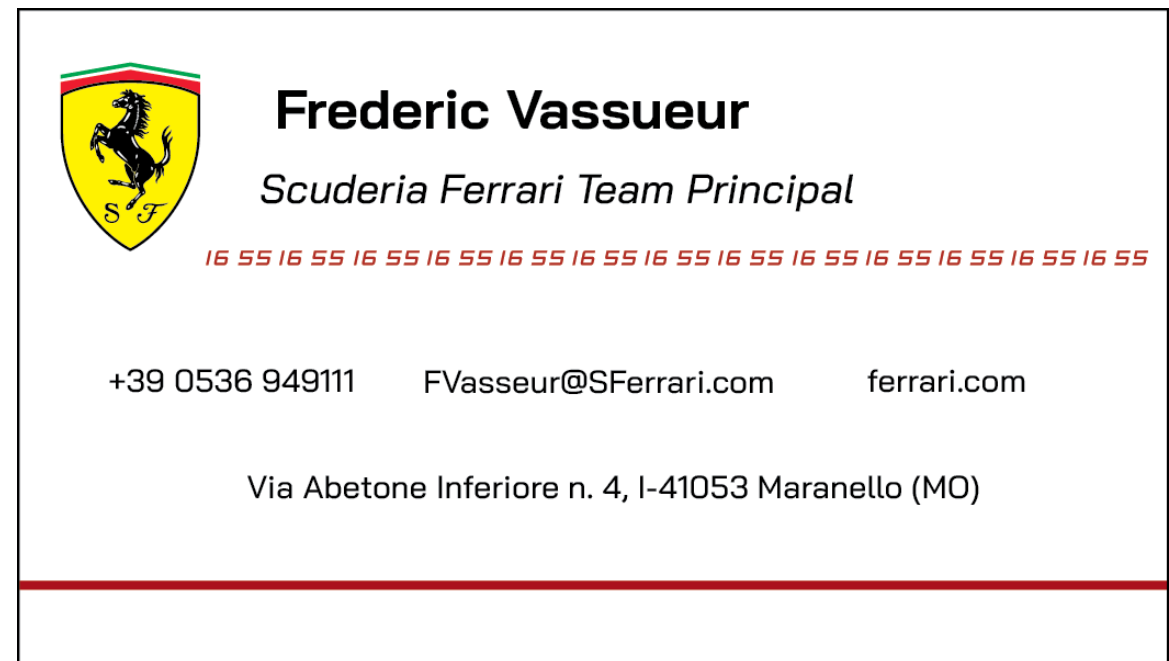 Frederic Vassueur
Scuderia Ferrari Team Principal
S F
16 55 16 55 16 55 16 55 16 55 16 55 16 55 16 55 16 55 16 55 16 55 16 55 16 55
+39 0536 949111 FVasseur@SFerrari.com ferrari.com
Via Abetone Inferiore n. 4, I-41053 Maranello (MO)